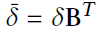 δ̄ = δB^T